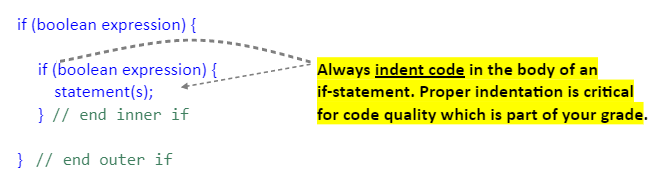 if (boolean expression) {
if (boolean expression) {
statement(s);
} // end inner if
} // end outer if
Always indent code in the body of an
if-statement. Proper indentation is critical
for code quality which is part of your grade.